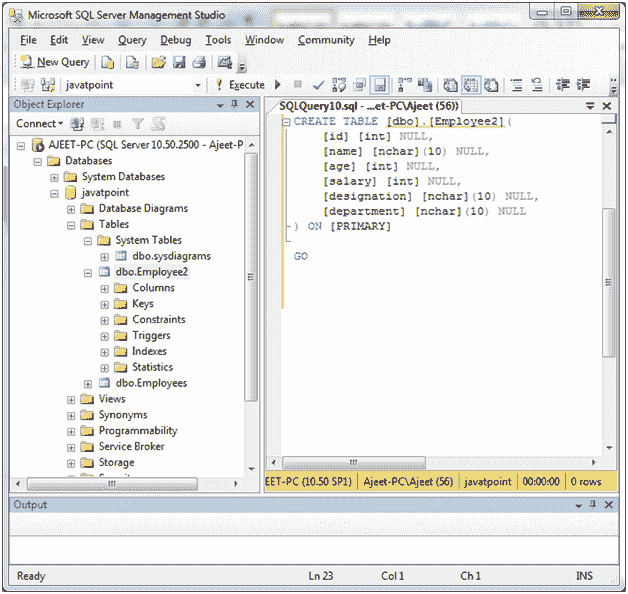 Microsoft SQL Server Management Studio
File Edit View Query Debug Tools Window Community Help
New Query
javatpoint Execute
Object Explorer
SQLQuery10.sql - ...et-PC\Ajeet (56))
Connect
AJEET-PC (SQL Server 10.50.2500 - Ajeet-P
Databases
System Databases
javatpoint
Database Diagrams
Tables
System Tables
dbo.sysdiagrams
dbo.Employee2
Columns
Keys
Constraints
Triggers
Indexes
Statistics
dbo.Employees
Views
Synonyms
Programmability
Service Broker
Storage
CREATE TABLE [dbo].[Employee2](
[id] [int] NULL,
[name] [nchar](10) NULL,
[age] [int] NULL,
[salary] [int] NULL,
[designation] [nchar](10) NULL,
[department] [nchar](10) NULL
) ON [PRIMARY]
GO
EET-PC (10.50 SP1) Ajeet-PC\Ajeet (56) javatpoint 00:00:00 0 rows
Output
Ready Ln 23 Col 1 Ch 1 INS